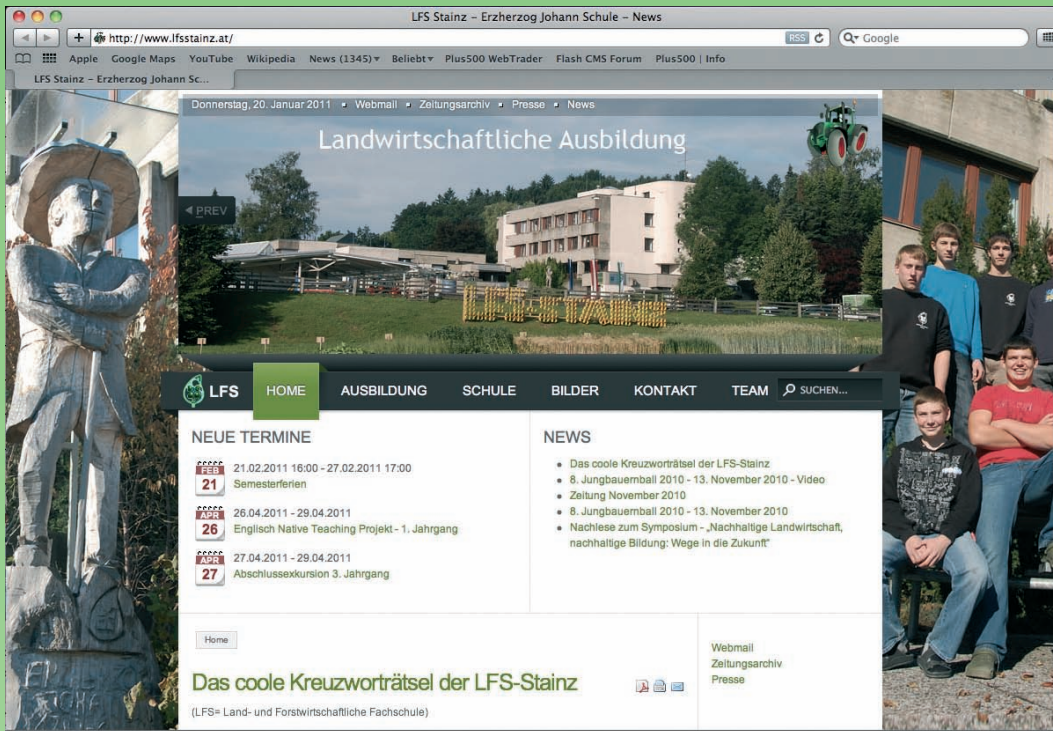 LFS Stainz – Erzherzog Johann Schule – News
http://www.lfsstainz.at/
RSS
Google
Apple Google Maps YouTube Wikipedia News (1345) Beliebt Plus500 WebTrader Flash CMS Forum Plus500 | Info
LFS Stainz – Erzherzog Johann Sc...
Donnerstag, 20. Januar 2011 ▪ Webmail ▪ Zeitungsarchiv ▪ Presse ▪ News
Landwirtschaftliche Ausbildung
PREV
LFS-STAINZ
LFS HOME AUSBILDUNG SCHULE BILDER KONTAKT TEAM SUCHEN...
NEUE TERMINE
FEB
21
21.02.2011 16:00 - 27.02.2011 17:00
Semesterferien
APR
26
26.04.2011 - 29.04.2011
Englisch Native Teaching Projekt - 1. Jahrgang
APR
27
27.04.2011 - 29.04.2011
Abschlussexkursion 3. Jahrgang
NEWS
• Das coole Kreuzworträtsel der LFS-Stainz
• 8. Jungbauernball 2010 - 13. November 2010 - Video
• Zeitung November 2010
• 8. Jungbauernball 2010 - 13. November 2010
• Nachlese zum Symposium - „Nachhaltige Landwirtschaft,
nachhaltige Bildung: Wege in die Zukunft"
Home
Das coole Kreuzworträtsel der LFS-Stainz
(LFS= Land- und Forstwirtschaftliche Fachschule)
Webmail
Zeitungsarchiv
Presse